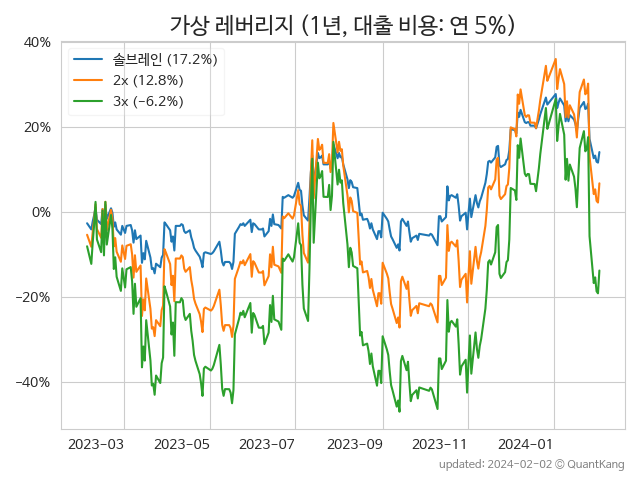 가상 레버리지 (1년, 대출 비용: 연 5%)
솔브레인 (17.2%)
2x (12.8%)
3x (−6.2%)
40%
20%
0%
−20%
−40%
2023-03 2023-05 2023-07 2023-09 2023-11 2024-01
updated: 2024-02-02 © QuantKang